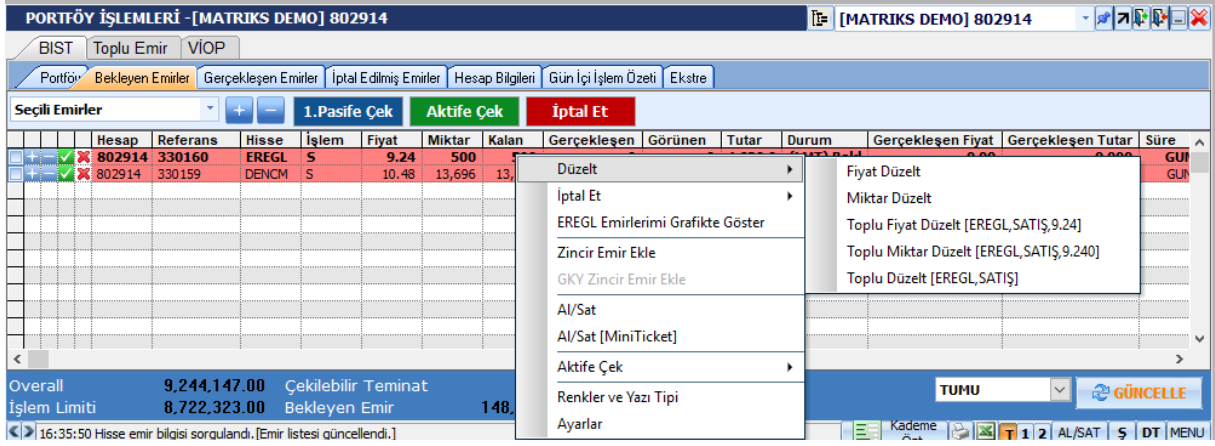 PORTFÖY İŞLEMLERİ -[MATRIKS DEMO] 802914 [MATRIKS DEMO] 802914
BIST Toplu Emir VİOP
Portföy Bekleyen Emirler Gerçekleşen Emirler İptal Edilmiş Emirler Hesap Bilgileri Gün İçi İşlem Özeti Ekstre
Seçili Emirler + − 1.Pasife Çek Aktife Çek İptal Et
Hesap Referans Hisse İşlem Fiyat Miktar Kalan Gerçekleşen Görünen Tutar Durum Gerçekleşen Fiyat Gerçekleşen Tutar Süre
802914 330160 EREGL S 9.24 500
802914 330159 DENCM S 10.48 13,696 13,
Düzelt
İptal Et
EREGL Emirlerimi Grafikte Göster
Zincir Emir Ekle
GKY Zincir Emir Ekle
Al/Sat
Al/Sat [MiniTicket]
Aktife Çek
Renkler ve Yazı Tipi
Ayarlar
Fiyat Düzelt
Miktar Düzelt
Toplu Fiyat Düzelt [EREGL,SATIŞ,9.24]
Toplu Miktar Düzelt [EREGL,SATIŞ,9.240]
Toplu Düzelt [EREGL,SATIŞ]
Overall 9,244,147.00 Çekilebilir Teminat TUMU GÜNCELLE
İşlem Limiti 8,722,323.00 Bekleyen Emir 148,
16:35:50 Hisse emir bilgisi sorgulandı.[Emir listesi güncellendi.] Kademe T 1 2 AL/SAT Ş DT MENU